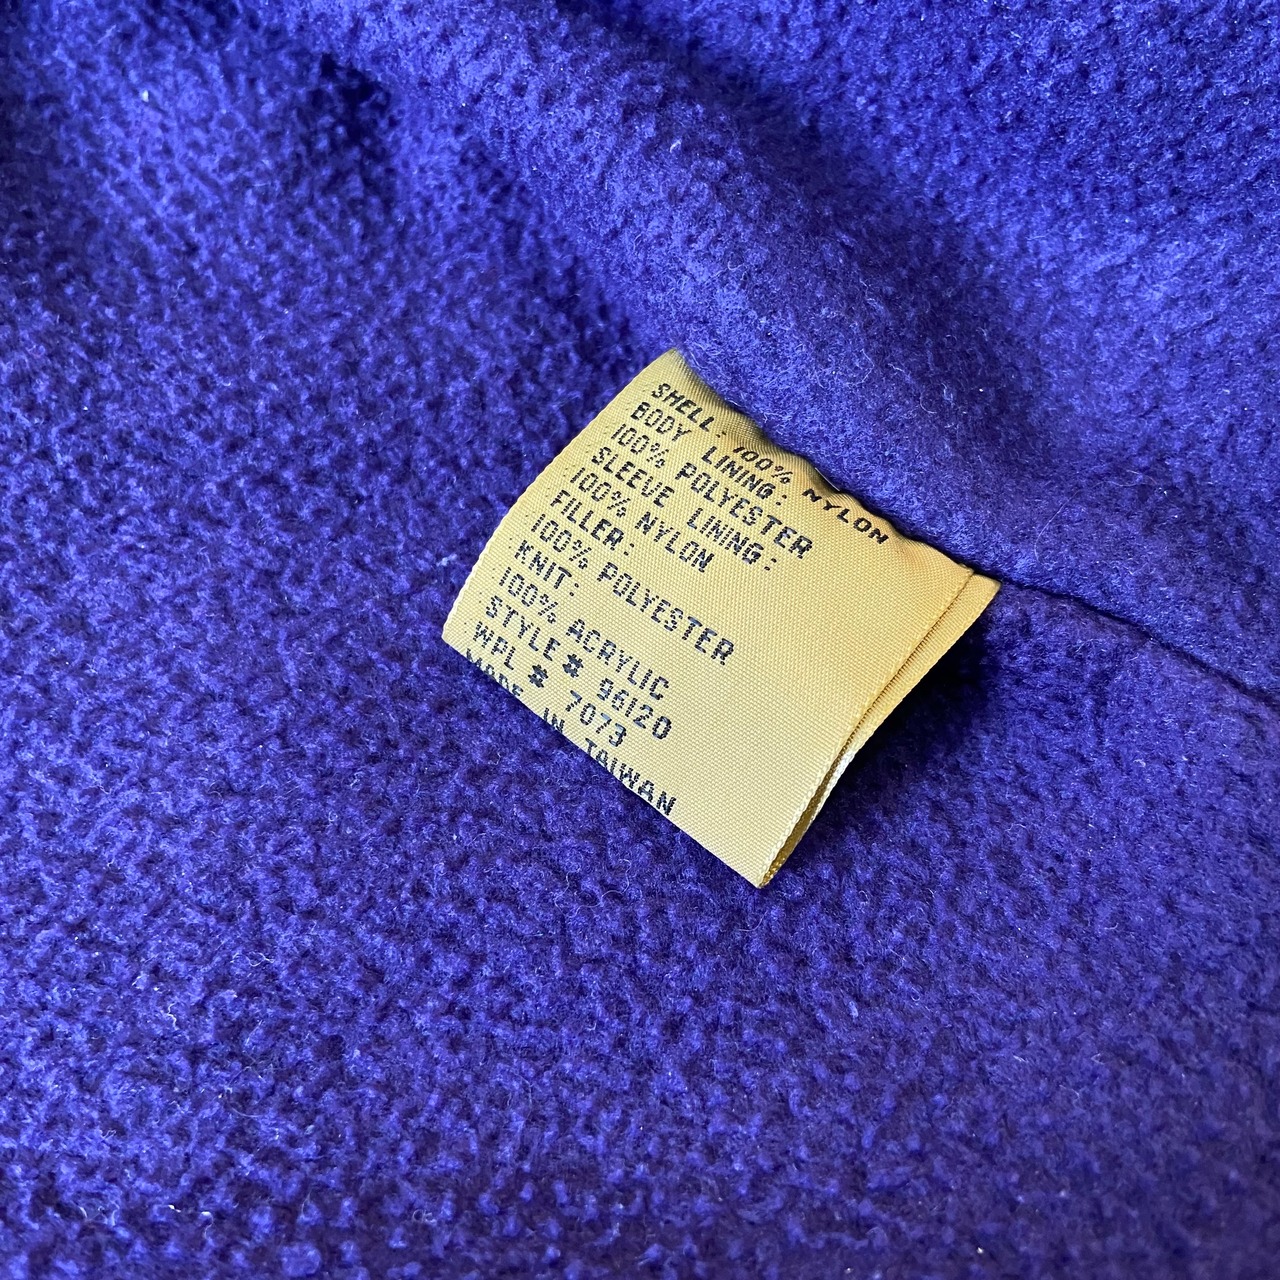 SHELL: 100% NYLON
BODY LINING:
100% POLYESTER
SLEEVE LINING:
100% NYLON
FILLER:
100% POLYESTER
KNIT:
100% ACRYLIC
STYLE # 96120
WPL # 7073
MADE IN TAIWAN